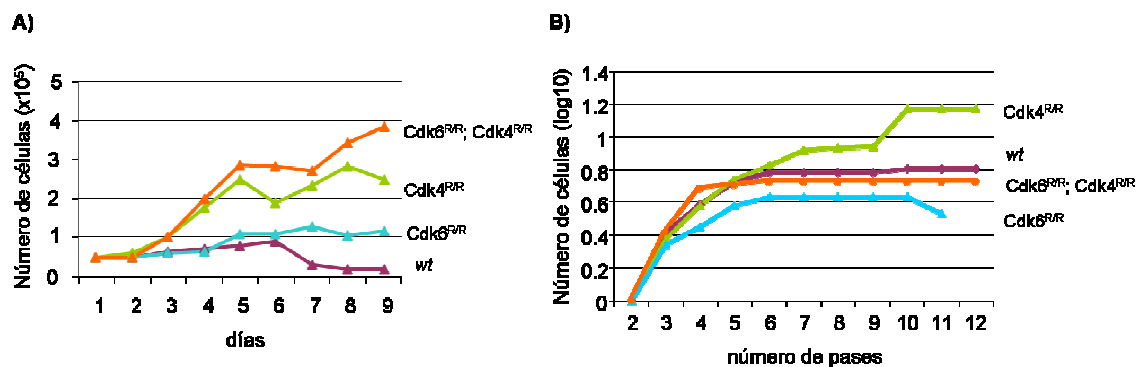 A)
Número de células (x10⁵)
5
4
3
2
1
0
1 2 3 4 5 6 7 8 9
días
Cdk6R/R; Cdk4R/R
Cdk4R/R
Cdk6R/R
wt
B)
Número de células (log10)
1.4
1.2
1
0.8
0.6
0.4
0.2
0
2 3 4 5 6 7 8 9 10 11 12
número de pases
Cdk4R/R
wt
Cdk6R/R; Cdk4R/R
Cdk6R/R